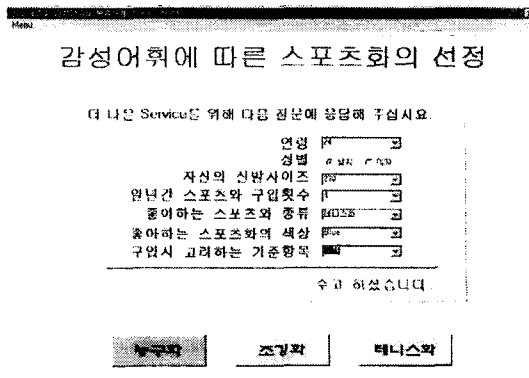 Menu
감성어휘에 따른 스포츠화의 선정
더 나은 Service를 위해 다음 질문에 응답해 주십시요.
연령 24
성별
자신의 신발사이즈
일년간 스포츠화 구입횟수
좋아하는 스포츠화 종류
좋아하는 스포츠화의 색상 Blue
구입시 고려하는 기준항목
수고 하셨습니다.
농구화 조깅화 테니스화